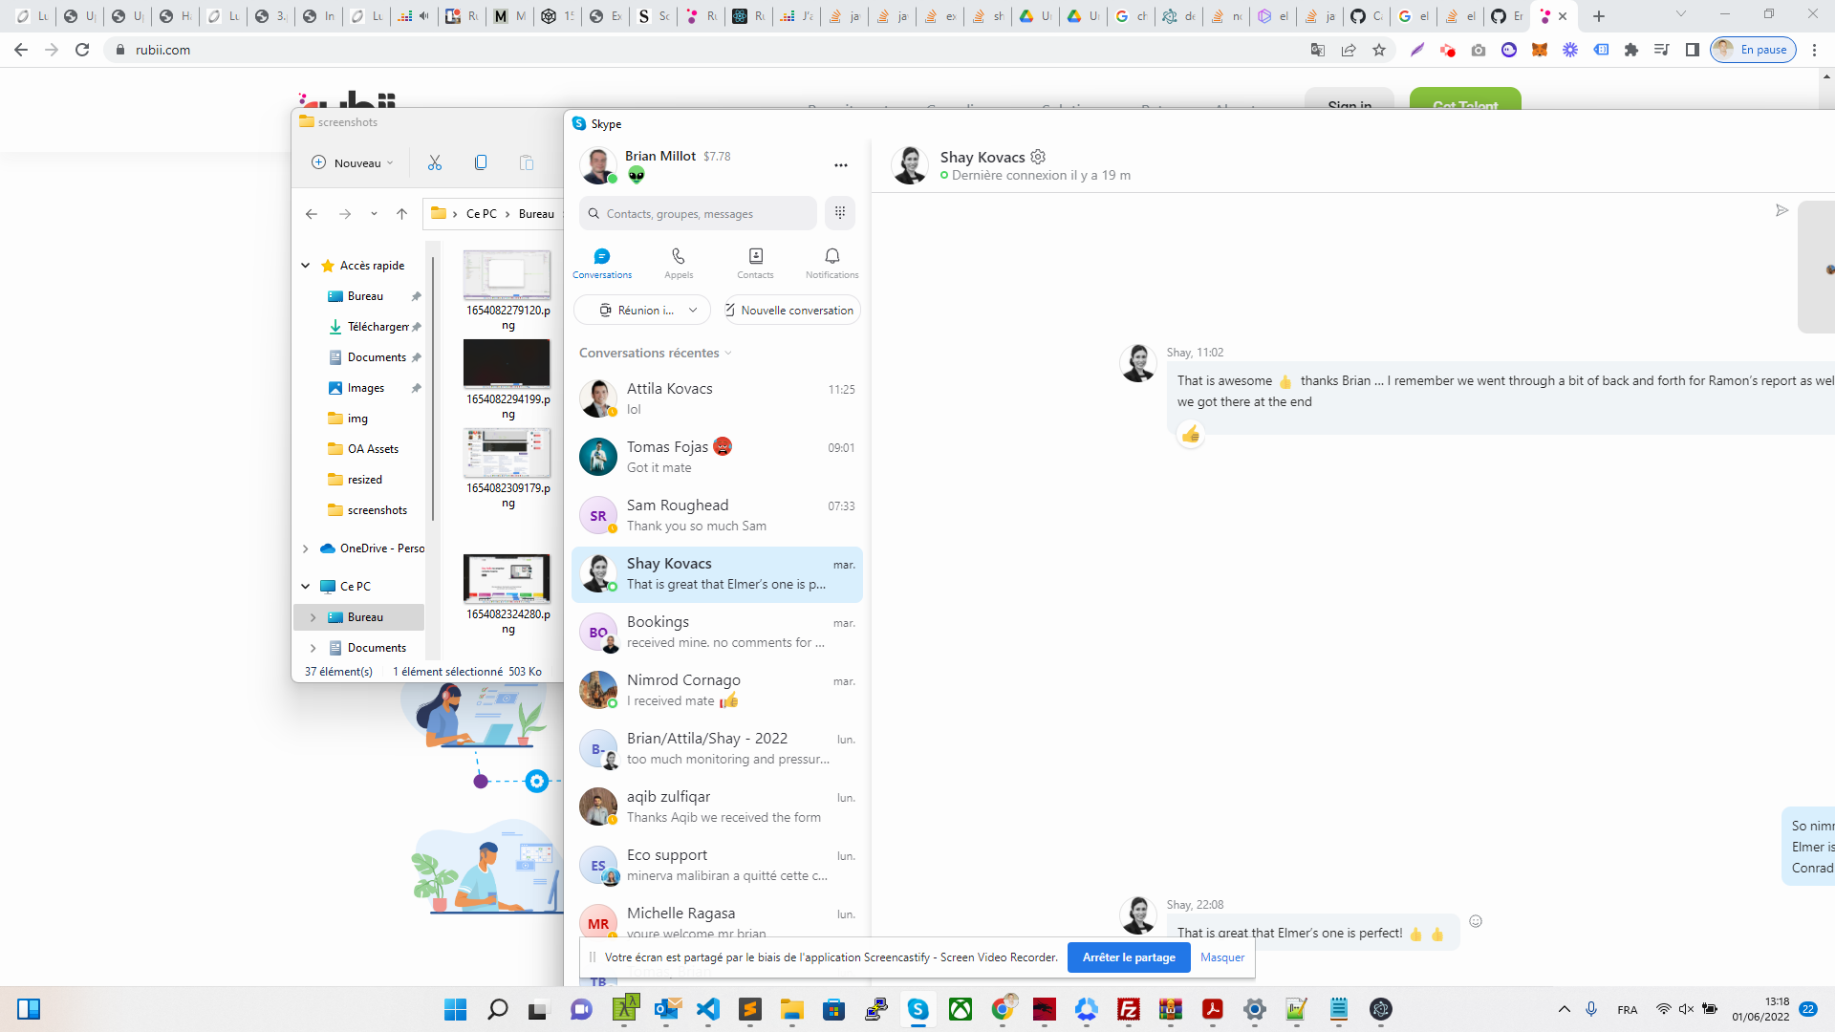 rubii.com
En pause
Sign in
Get Talent
screenshots
Nouveau
Ce PC
Bureau
Accès rapide
Bureau
Téléchargem
Documents
Images
img
OA Assets
resized
screenshots
OneDrive - Perso
Ce PC
Bureau
Documents
1654082279120.p
ng
1654082294199.p
ng
1654082309179.p
ng
1654082324280.p
ng
37 élément(s)
1 élément sélectionné 503 Ko
Skype
Brian Millot $7.78
Contacts, groupes, messages
Conversations
Appels
Contacts
Notifications
Réunion i...
Nouvelle conversation
Conversations récentes
Attila Kovacs 11:25
lol
Tomas Fojas 09:01
Got it mate
SR
Sam Roughead 07:33
Thank you so much Sam
Shay Kovacs mar.
That is great that Elmer's one is p...
BO
Bookings mar.
received mine. no comments for ...
Nimrod Cornago mar.
I received mate
B-
Brian/Attila/Shay - 2022 lun.
too much monitoring and pressur...
aqib zulfiqar lun.
Thanks Aqib we received the form
ES
Eco support lun.
minerva malibiran a quitté cette c...
MR
Michelle Ragasa lun.
youre welcome mr brian
Shay Kovacs
Dernière connexion il y a 19 m
Shay, 11:02
That is awesome thanks Brian ... I remember we went through a bit of back and forth for Ramon's report as wel
we got there at the end
So nimr
Elmer is
Conrad
Shay, 22:08
That is great that Elmer's one is perfect!
Votre écran est partagé par le biais de l'application Screencastify - Screen Video Recorder.
Arrêter le partage
Masquer
FRA
13:18
01/06/2022
22